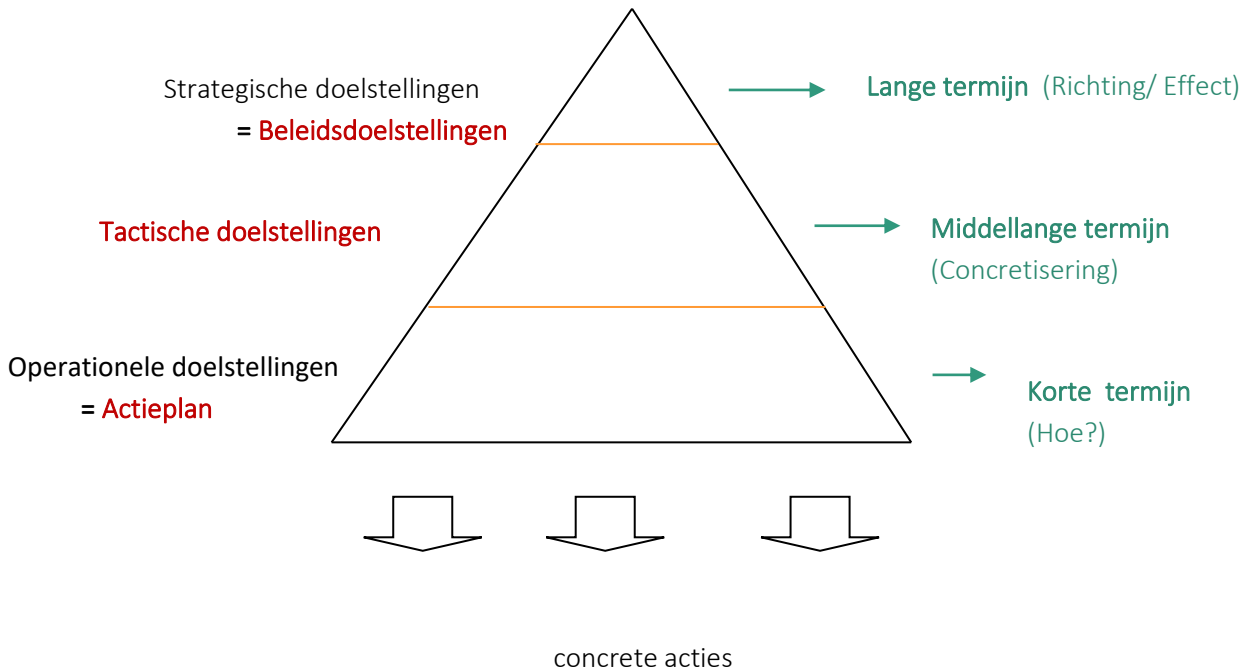 Strategische doelstellingen
= Beleidsdoelstellingen
Lange termijn (Richting/ Effect)
Tactische doelstellingen
Middellange termijn
(Concretisering)
Operationele doelstellingen
= Actieplan
Korte termijn
(Hoe?)
concrete acties